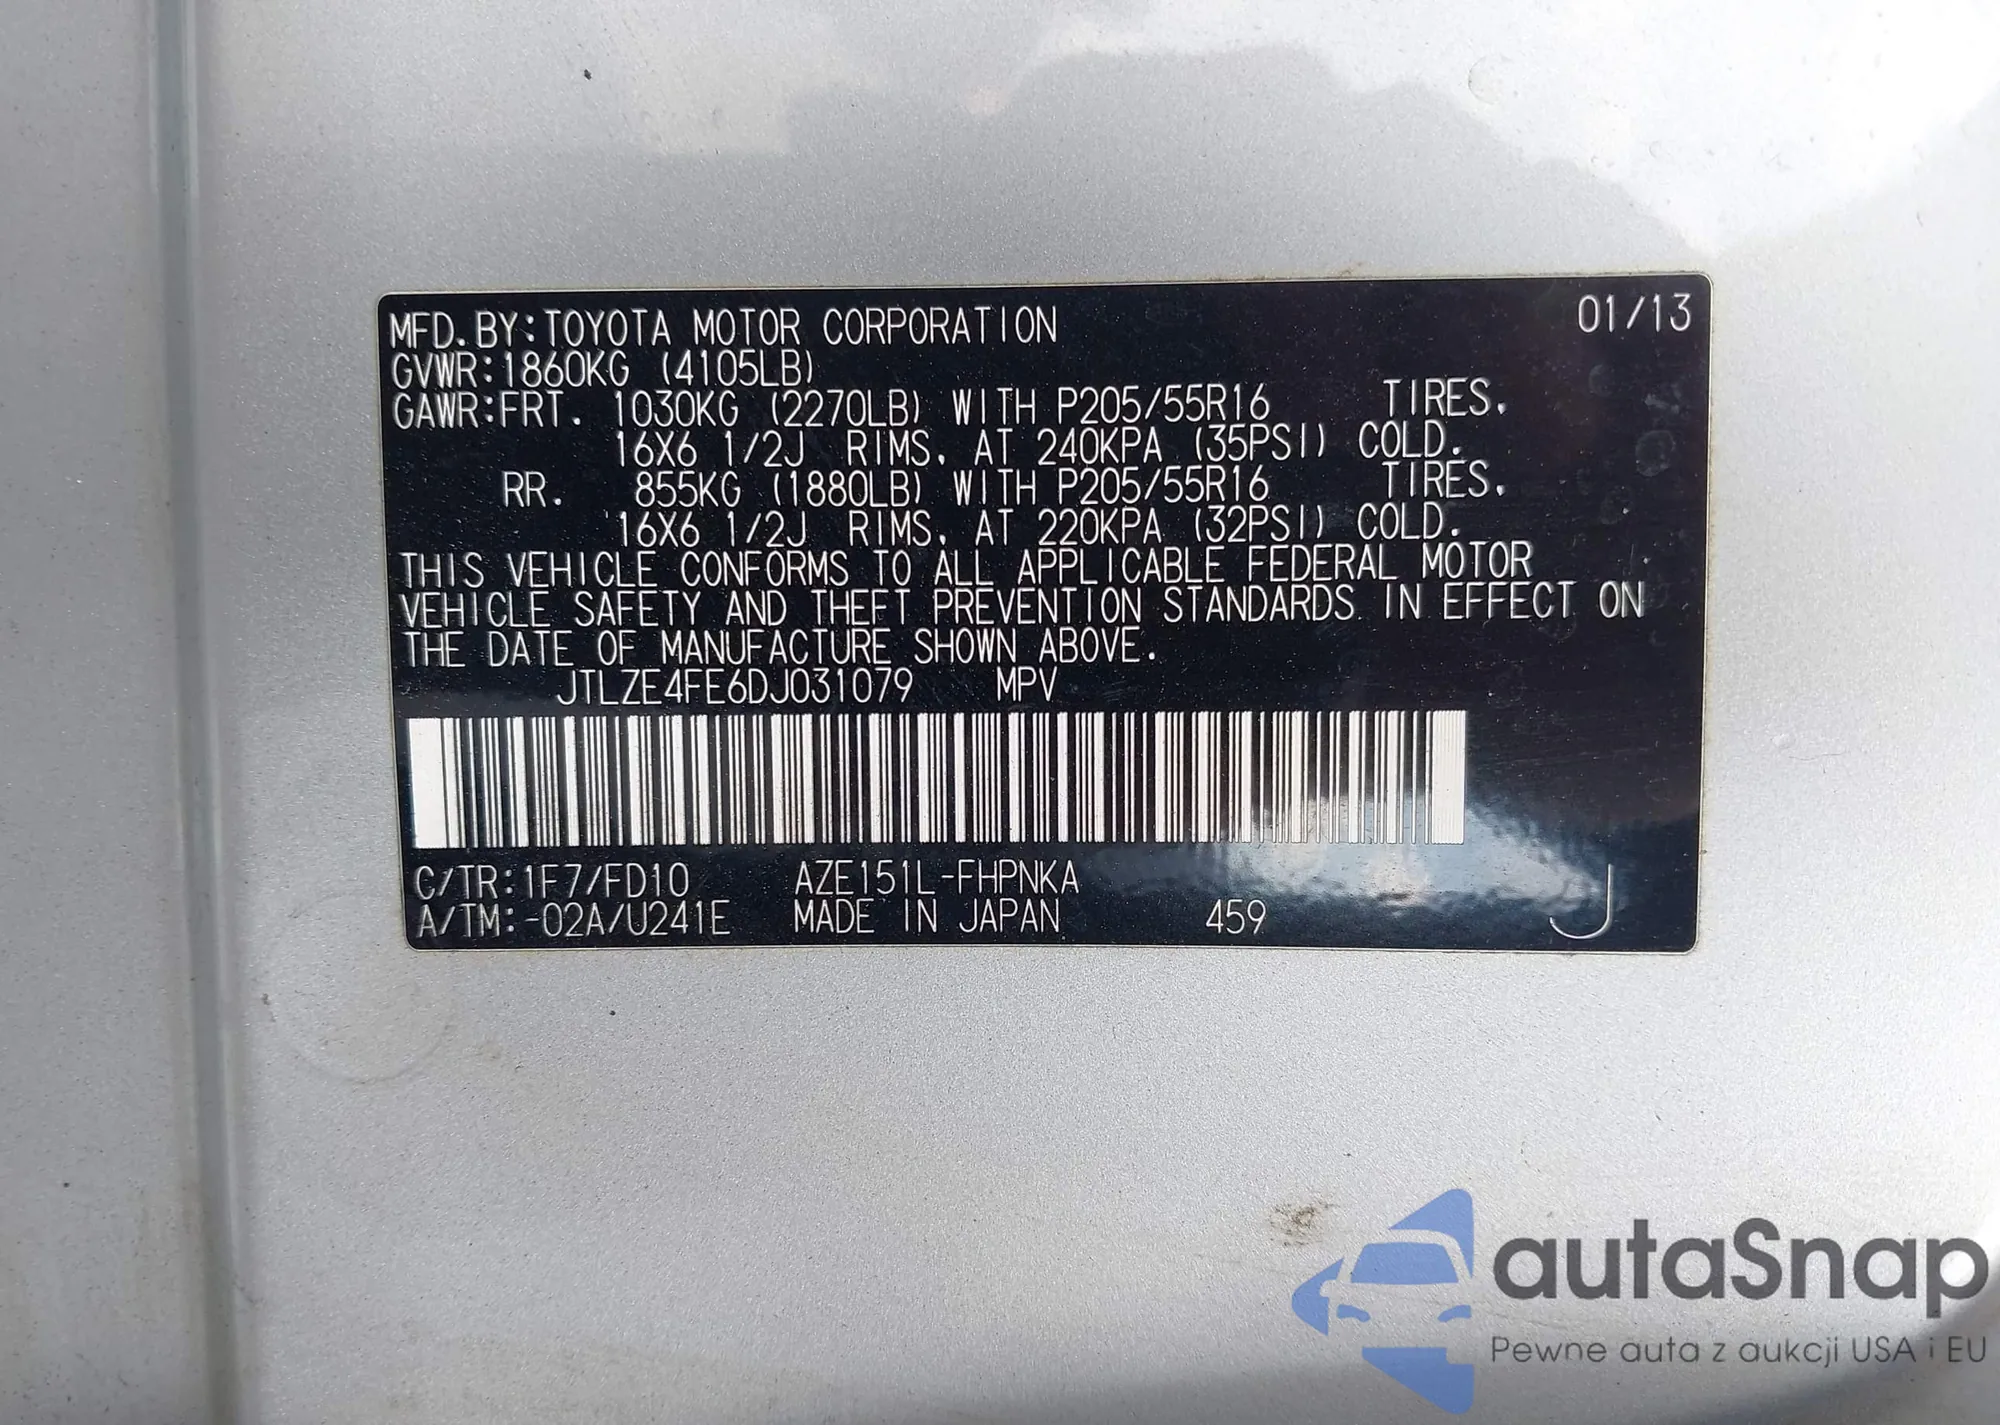 MFD. BY: TOYOTA MOTOR CORPORATION 01/13
GVWR: 1860KG (4105LB)
GAWR: FRT. 1030KG (2270LB) WITH P205/55R16 TIRES.
16X6 1/2J RIMS, AT 240KPA (35PSI) COLD.
RR. 855KG (1880LB) WITH P205/55R16 TIRES.
16X6 1/2J RIMS, AT 220KPA (32PSI) COLD.
THIS VEHICLE CONFORMS TO ALL APPLICABLE FEDERAL MOTOR
VEHICLE SAFETY AND THEFT PREVENTION STANDARDS IN EFFECT ON
THE DATE OF MANUFACTURE SHOWN ABOVE.
JTLZE4FE6DJ031079 MPV
C/TR: 1F7/FD10 AZE151L-FHPNKA
A/TM: -02A/U241E MADE IN JAPAN 459 J
autaSnap
Pewne auta z aukcji USA i EU